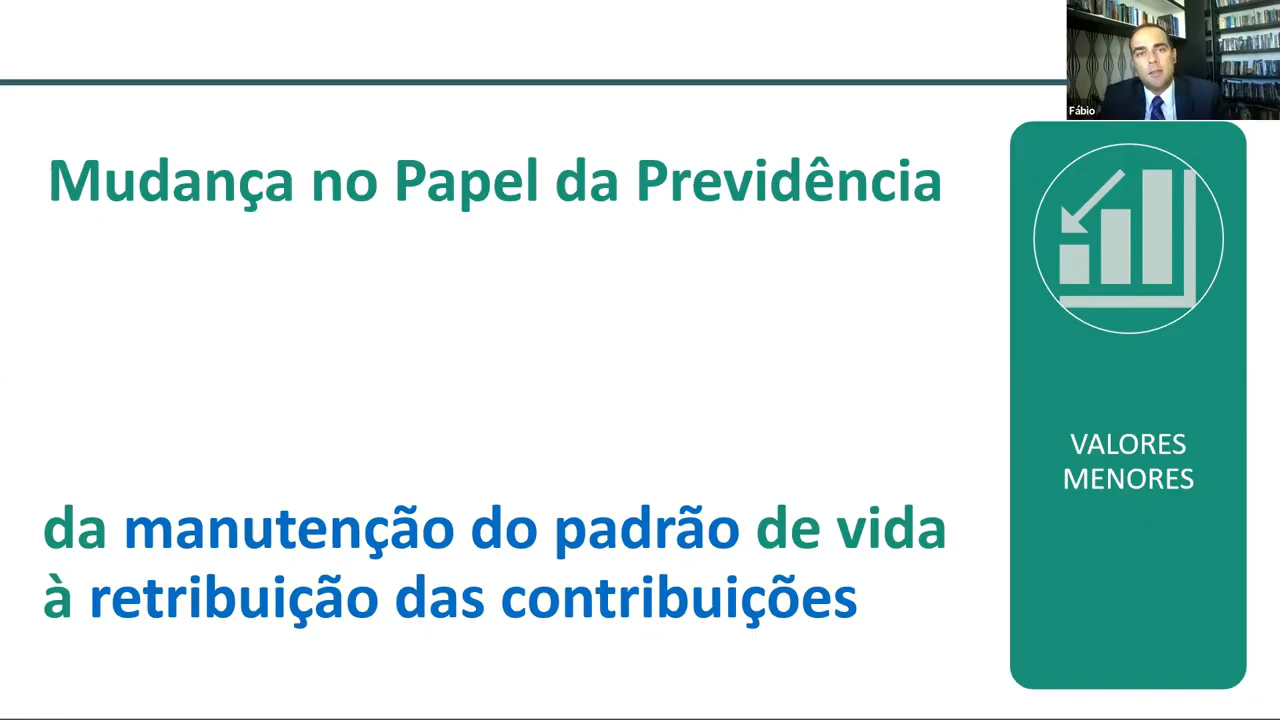 Fábio
Mudança no Papel da Previdência
VALORES
MENORES
da manutenção do padrão de vida
à retribuição das contribuições